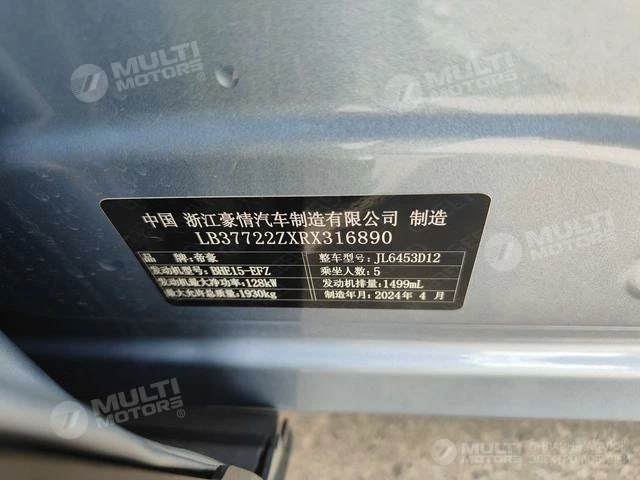 MULTI MOTORS
MULTI MOTORS
中国 浙江豪情汽车制造有限公司 制造
LB37722ZXRX316890
品牌:帝豪 整车型号:JL6453D12
发动机型号:BHE15-EFZ 乘坐人数:5
发动机最大净功率:128kW 发动机排量:1499mL
最大允许总质量:1930kg 制造年月:2024年 4 月
MULTI MOTORS
MULTI MOTORS